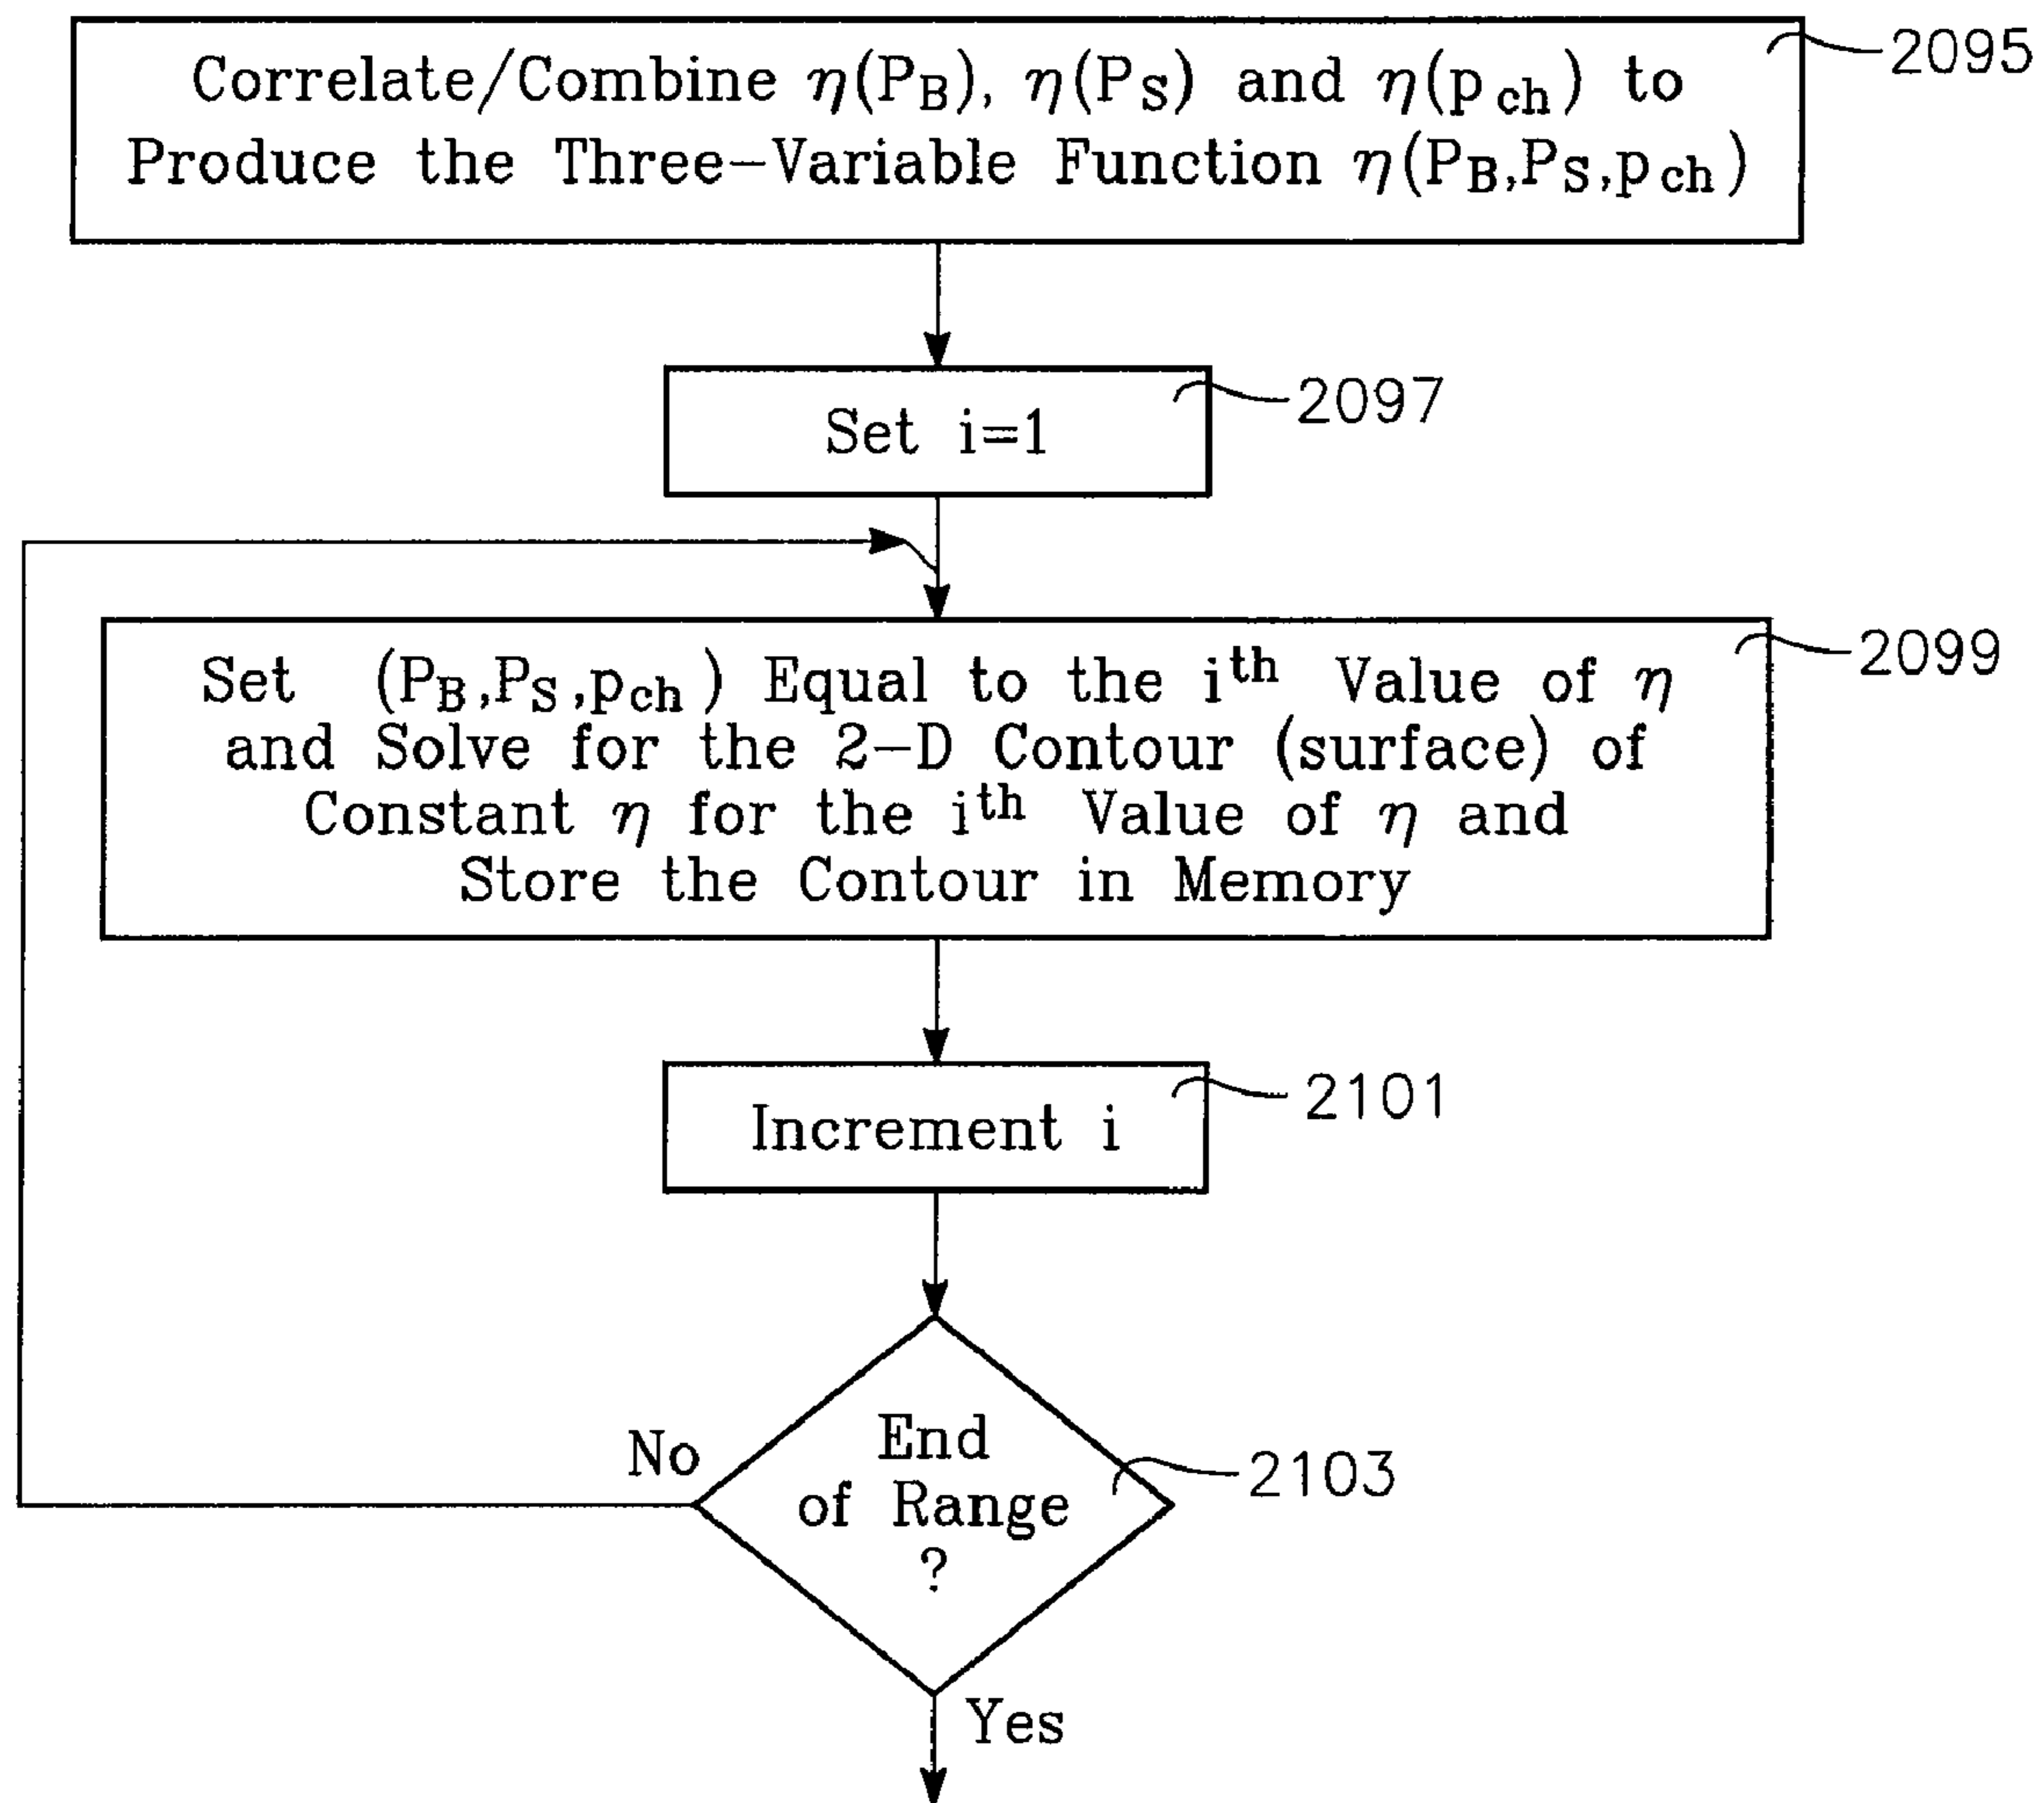 Correlate/Combine η(P_B), η(P_S) and η(p_ch) to
Produce the Three-Variable Function η(P_B,P_S,p_ch)
2095
Set i=1
2097
Set (P_B,P_S,p_ch) Equal to the i^th Value of η
and Solve for the 2-D Contour (surface) of
Constant η for the i^th Value of η and
Store the Contour in Memory
2099
Increment i
2101
End
of Range
?
2103
No
Yes